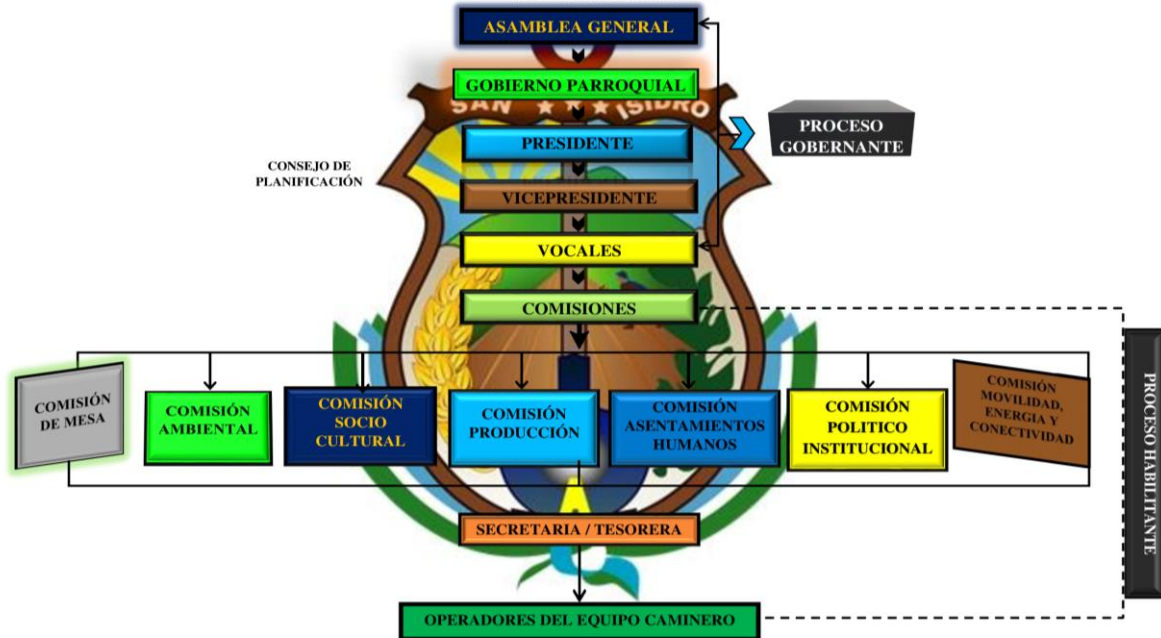 ASAMBLEA GENERAL
GOBIERNO PARROQUIAL
SAN ISIDRO
PRESIDENTE
PROCESO
GOBERNANTE
CONSEJO DE
PLANIFICACIÓN
VICEPRESIDENTE
VOCALES
COMISIONES
COMISIÓN
DE MESA
COMISIÓN
AMBIENTAL
COMISIÓN
SOCIO
CULTURAL
COMISIÓN
PRODUCCIÓN
COMISIÓN
ASENTAMIENTOS
HUMANOS
COMISIÓN
POLITICO
INSTITUCIONAL
COMISIÓN
MOVILIDAD,
ENERGIA Y
CONECTIVIDAD
PROCESO HABILITANTE
SECRETARIA / TESORERA
OPERADORES DEL EQUIPO CAMINERO